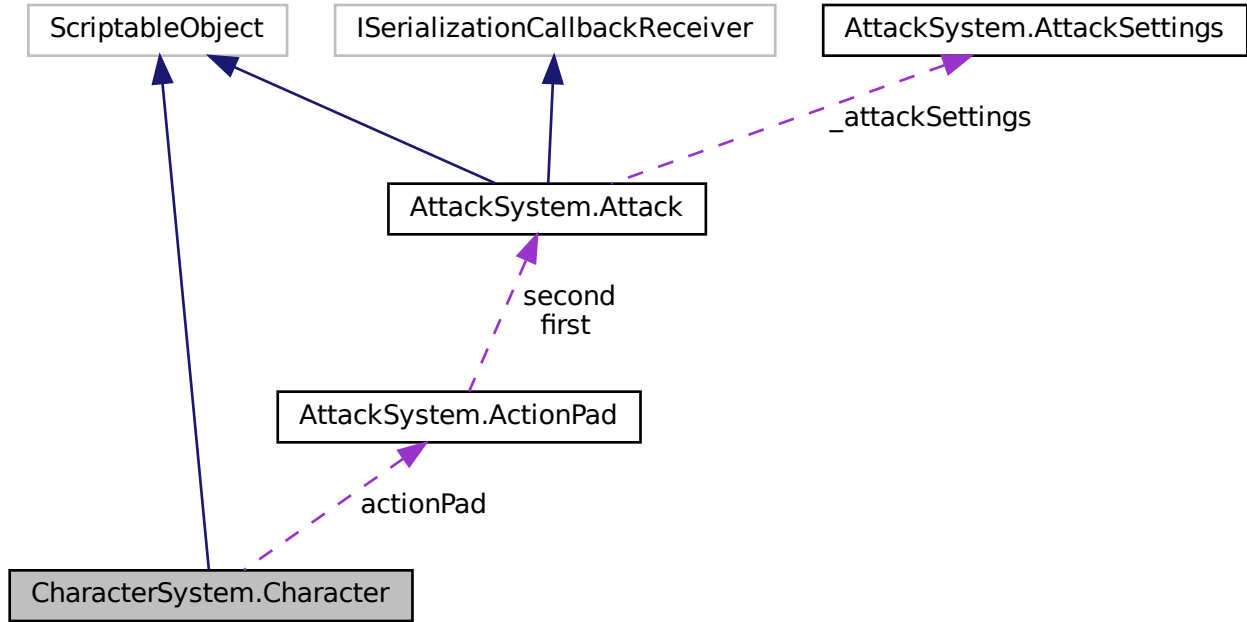 ScriptableObject
ISerializationCallbackReceiver
AttackSystem.AttackSettings
_attackSettings
AttackSystem.Attack
second
first
AttackSystem.ActionPad
actionPad
CharacterSystem.Character